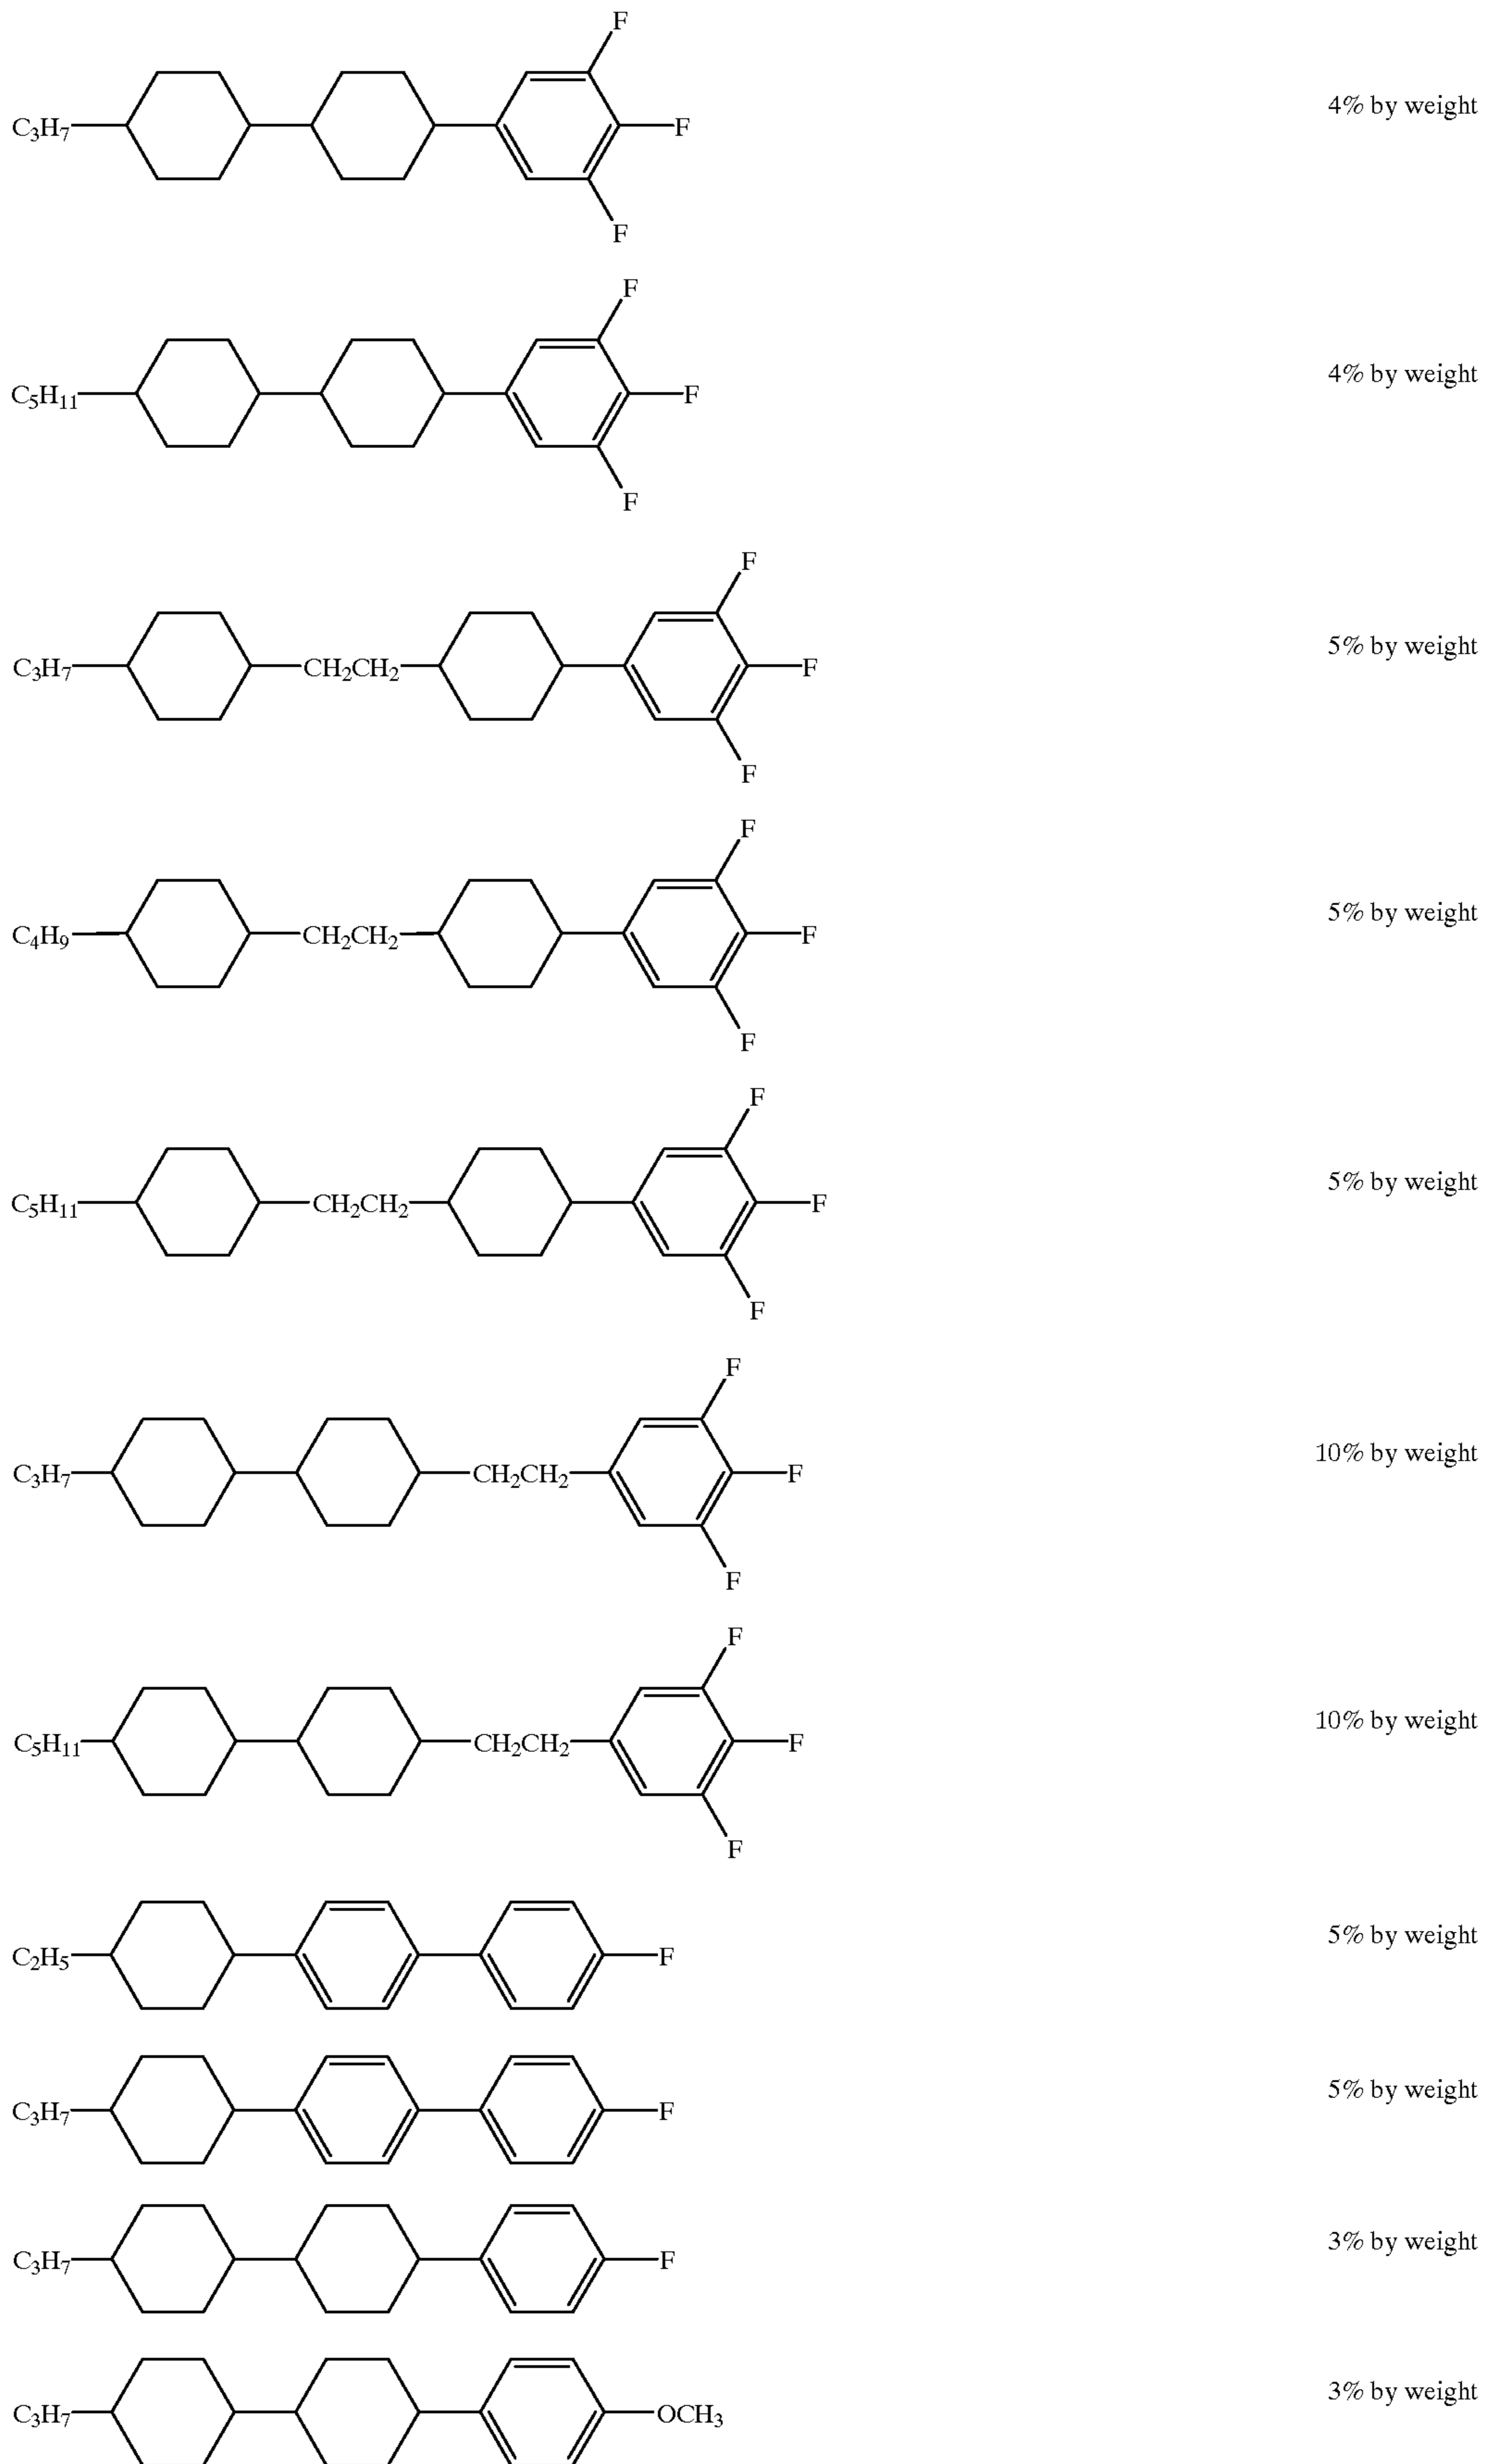 F
C3H7 F 4% by weight
F
F
C5H11 F 4% by weight
F
F
C3H7 CH2CH2 F 5% by weight
F
F
C4H9 CH2CH2 F 5% by weight
F
F
C5H11 CH2CH2 F 5% by weight
F
F
C3H7 CH2CH2 F 10% by weight
F
F
C5H11 CH2CH2 F 10% by weight
F
C2H5 F 5% by weight
C3H7 F 5% by weight
C3H7 F 3% by weight
C3H7 OCH3 3% by weight